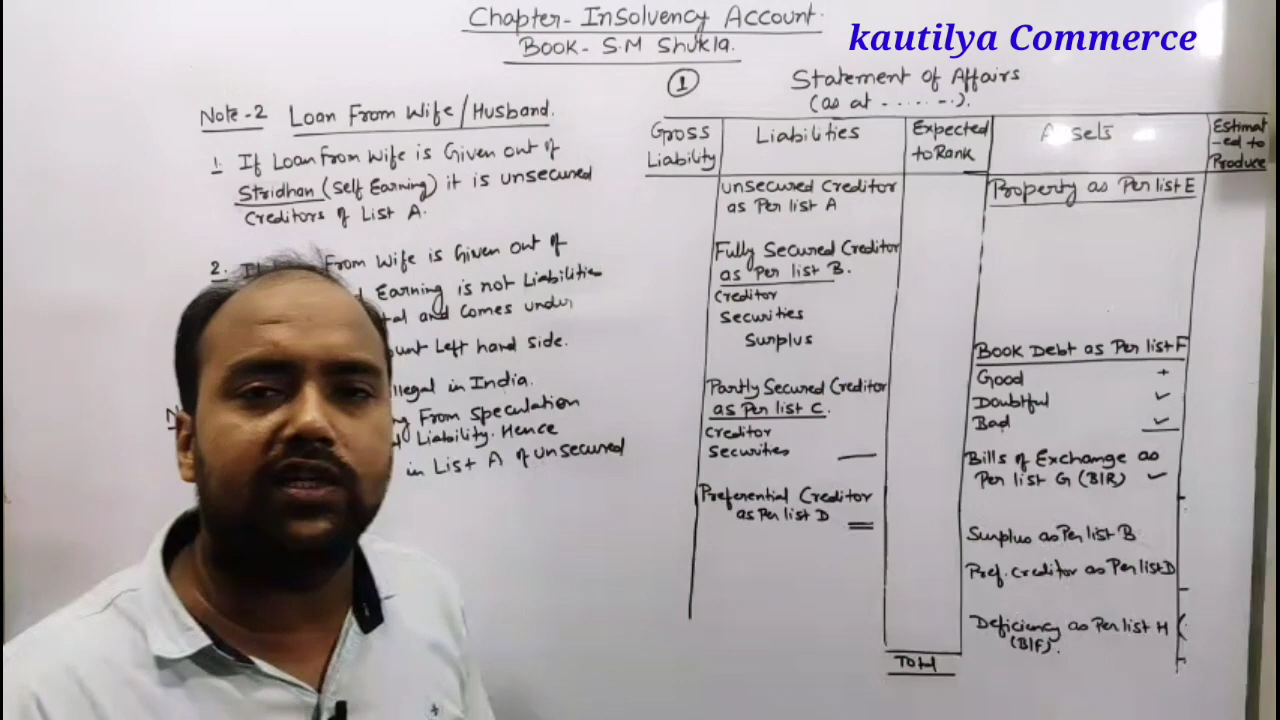 Chapter- Insolvency Account.
Book- S.M Shukla.
kautilya Commerce
Note-2 Loan From Wife/Husband.
1. If Loan From Wife is Given out of
Stridhan (Self Earning) it is unsecured
Creditors of List A.
2. From Wife is Given out of
Earning is not Liabilities
and Comes under
Left hand side.
in India.
From Speculation
Liability. Hence
in List A of unsecured
1
Statement of Affairs
(as at - - - - - -).
Gross Liability
Liabilities
Expected to Rank
Assets
Estimat-ed to Produce
unsecured Creditor
as Per list A
Fully Secured Creditor
as Per list B.
Creditor
Securities
Surplus
Partly Secured Creditor
as Per list C.
Creditor
Securities
Preferential Creditor
as Per list D
Total
Property as Per list E
Book Debt as Per list F
Good +
Doubtful
Bad
Bills of Exchange as
Per list G (B/R)
Surplus as Per list B
Pref. Creditor as Per list D
Deficiency as Per list H
(B/F).